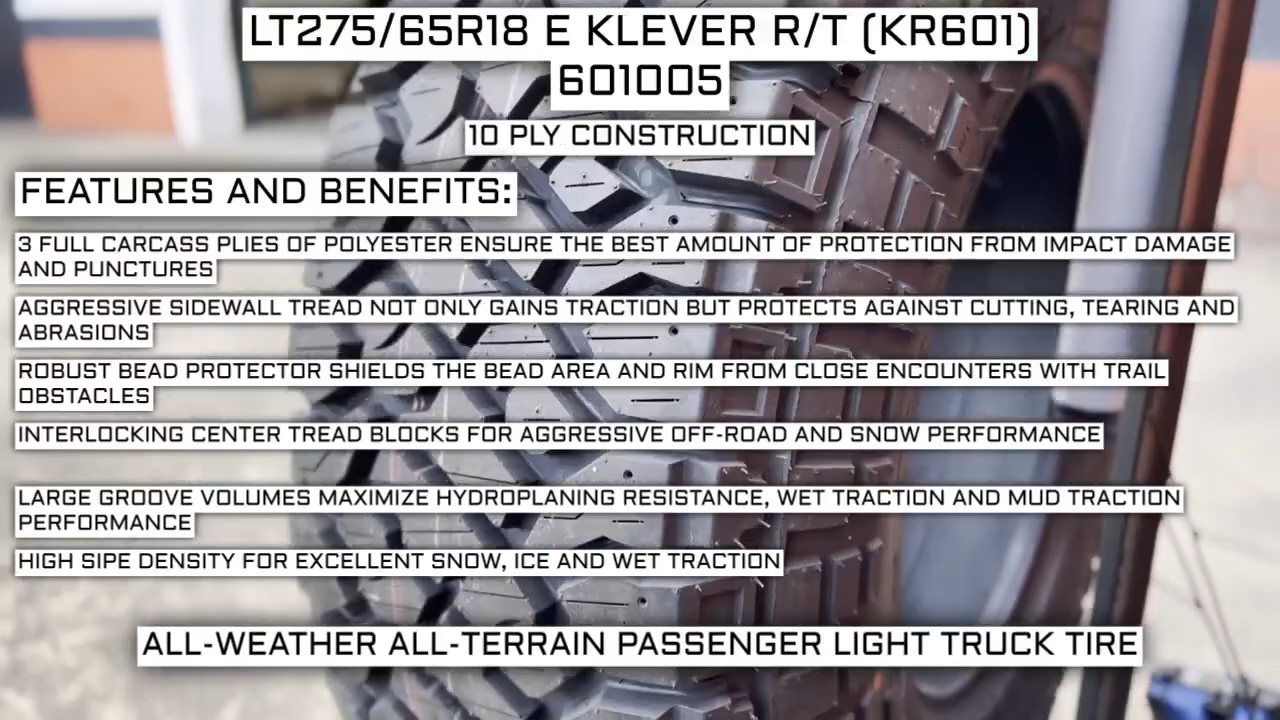 LT275/65R18 E KLEVER R/T (KR601)
601005
10 PLY CONSTRUCTION
FEATURES AND BENEFITS:
3 FULL CARCASS PLIES OF POLYESTER ENSURE THE BEST AMOUNT OF PROTECTION FROM IMPACT DAMAGE
AND PUNCTURES
AGGRESSIVE SIDEWALL TREAD NOT ONLY GAINS TRACTION BUT PROTECTS AGAINST CUTTING, TEARING AND
ABRASIONS
ROBUST BEAD PROTECTOR SHIELDS THE BEAD AREA AND RIM FROM CLOSE ENCOUNTERS WITH TRAIL
OBSTACLES
INTERLOCKING CENTER TREAD BLOCKS FOR AGGRESSIVE OFF-ROAD AND SNOW PERFORMANCE
LARGE GROOVE VOLUMES MAXIMIZE HYDROPLANING RESISTANCE, WET TRACTION AND MUD TRACTION
PERFORMANCE
HIGH SIPE DENSITY FOR EXCELLENT SNOW, ICE AND WET TRACTION
ALL-WEATHER ALL-TERRAIN PASSENGER LIGHT TRUCK TIRE